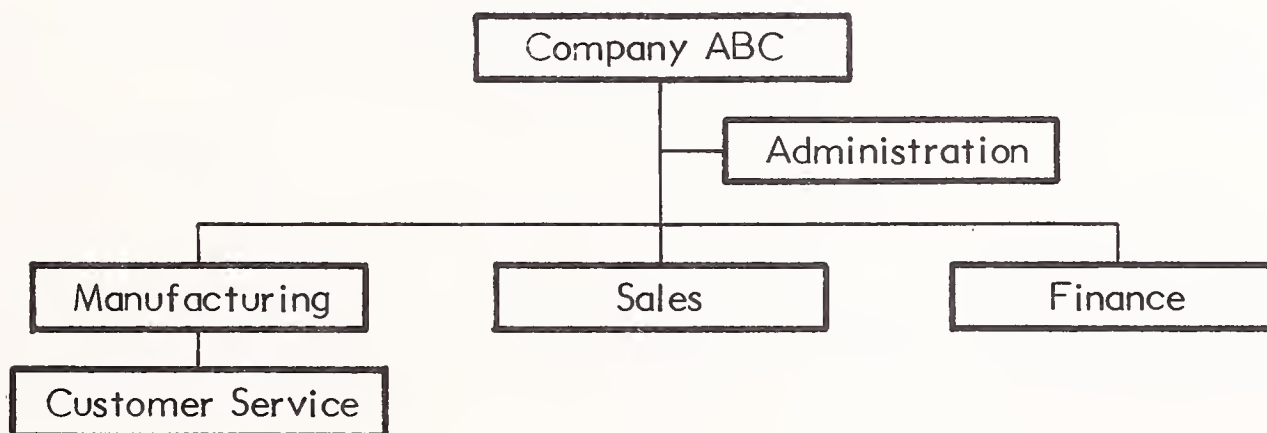 Company ABC
Administration
Manufacturing
Sales
Finance
Customer Service